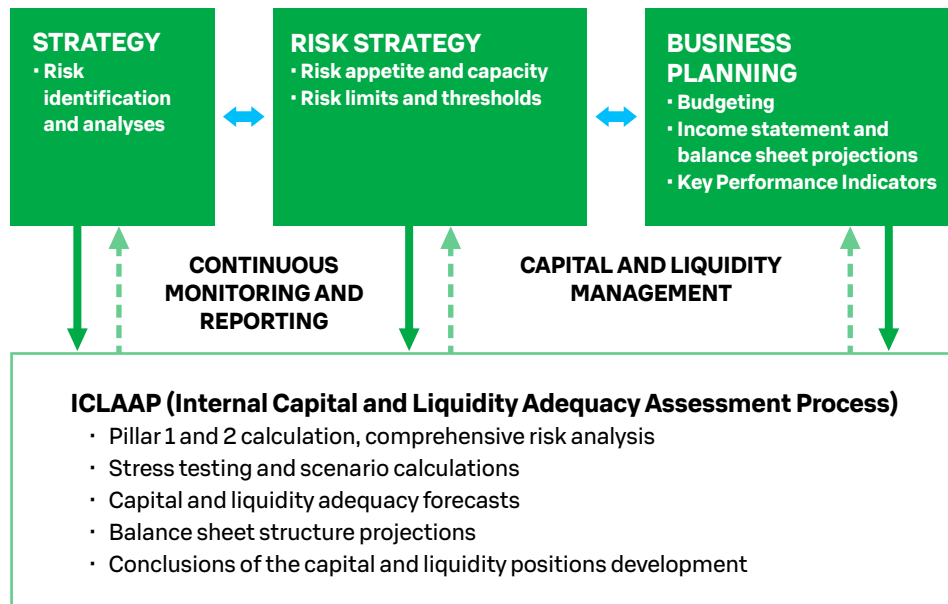 STRATEGY
· Risk
identification
and analyses
RISK STRATEGY
· Risk appetite and capacity
· Risk limits and thresholds
BUSINESS
PLANNING
· Budgeting
· Income statement and
balance sheet projections
· Key Performance Indicators
CONTINUOUS
MONITORING AND
REPORTING
CAPITAL AND LIQUIDITY
MANAGEMENT
ICLAAP (Internal Capital and Liquidity Adequacy Assessment Process)
· Pillar 1 and 2 calculation, comprehensive risk analysis
· Stress testing and scenario calculations
· Capital and liquidity adequacy forecasts
· Balance sheet structure projections
· Conclusions of the capital and liquidity positions development